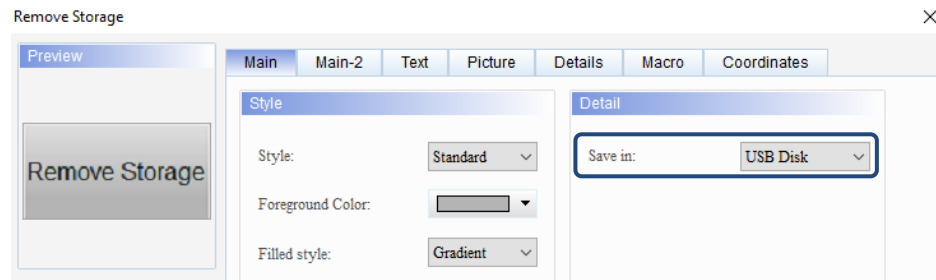 Remove Storage
Preview
Remove Storage
Main Main-2 Text Picture Details Macro Coordinates
Style
Style: Standard
Foreground Color:
Filled style: Gradient
Detail
Save in: USB Disk